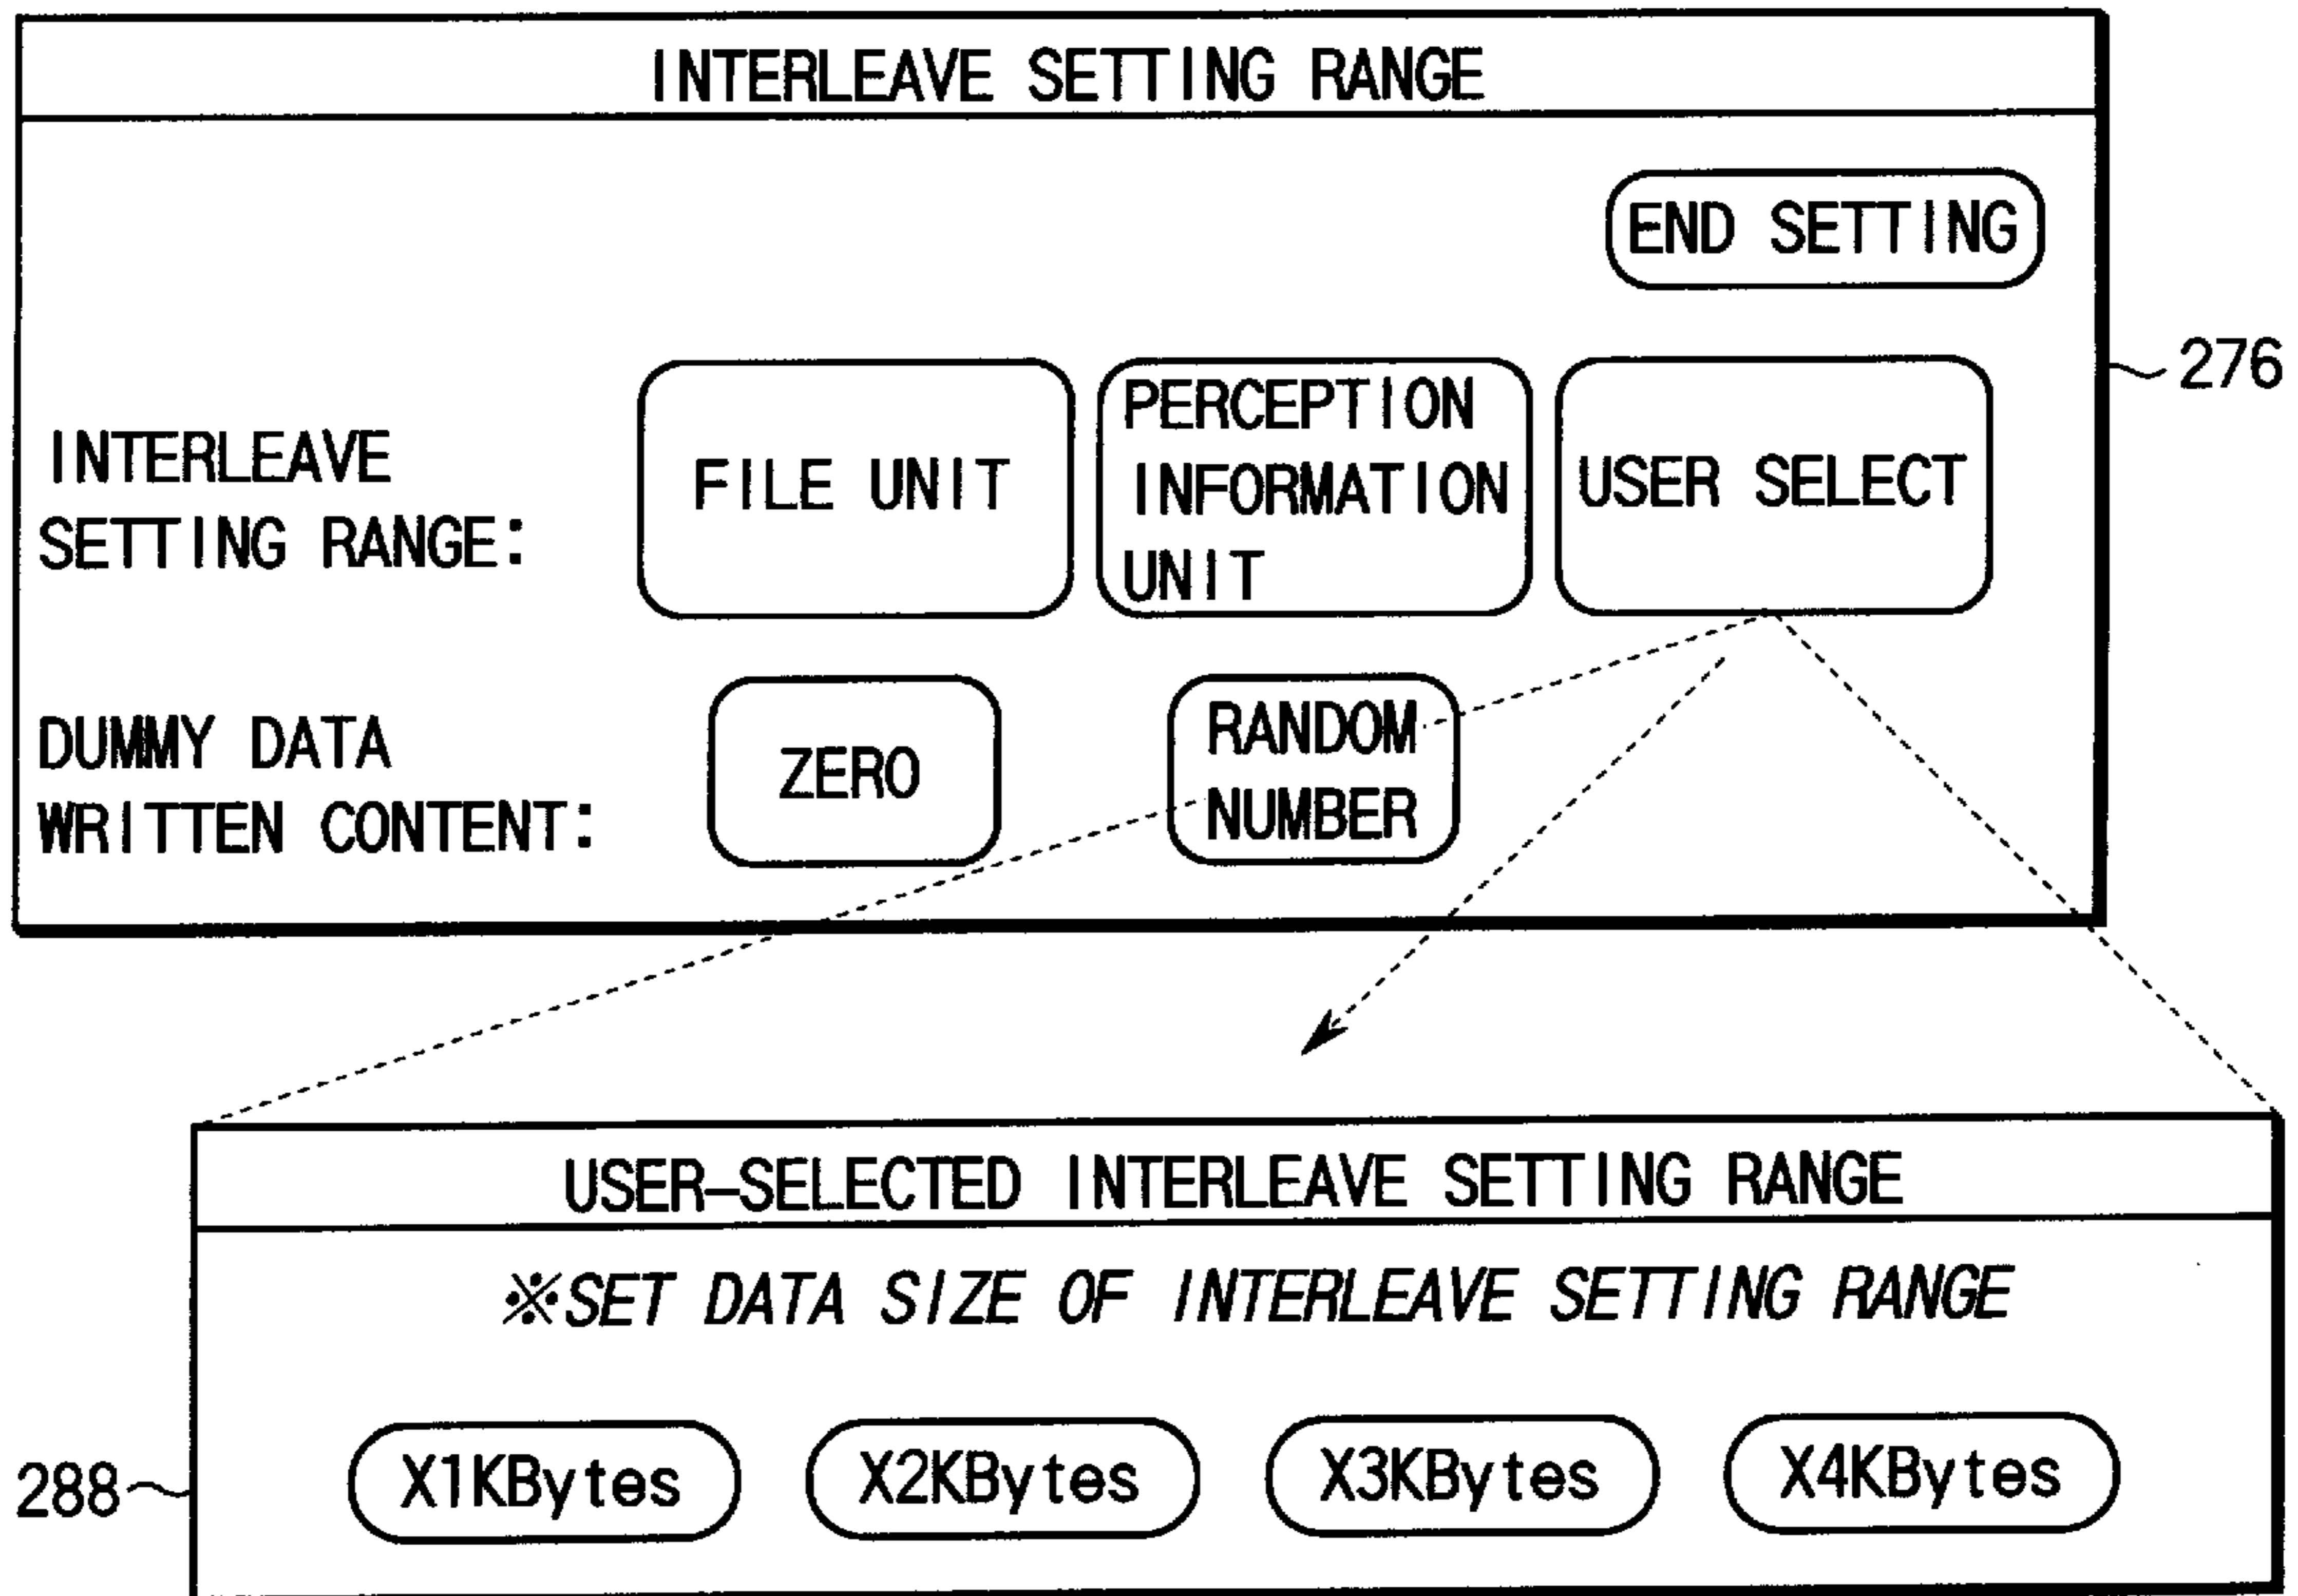 INTERLEAVE SETTING RANGE
END SETTING
276
INTERLEAVE
SETTING RANGE:
FILE UNIT
PERCEPTION
INFORMATION
UNIT
USER SELECT
DUMMY DATA
WRITTEN CONTENT:
ZERO
RANDOM
NUMBER
USER-SELECTED INTERLEAVE SETTING RANGE
※SET DATA SIZE OF INTERLEAVE SETTING RANGE
288
X1KBytes
X2KBytes
X3KBytes
X4KBytes